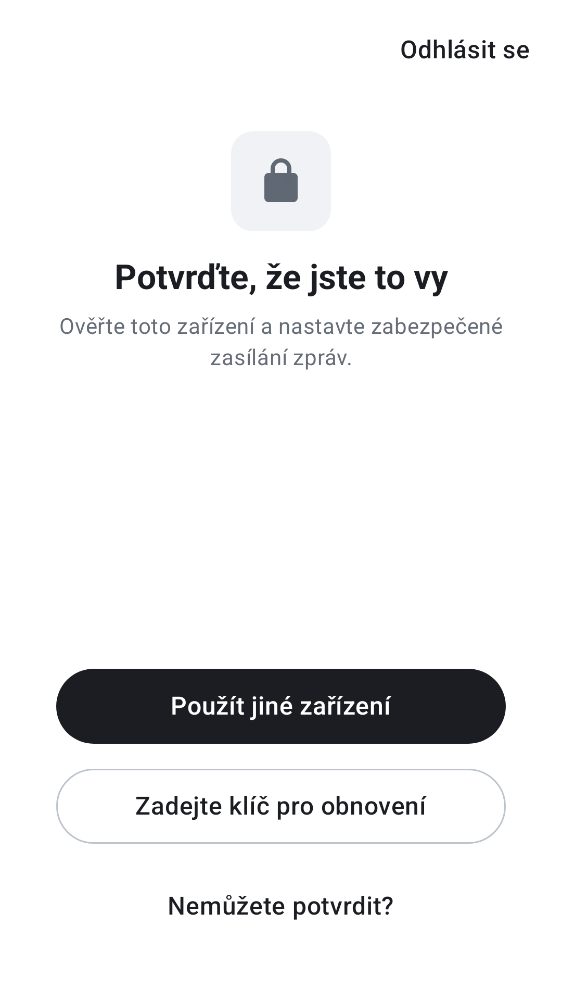 Odhlásit se
Potvrďte, že jste to vy
Ověřte toto zařízení a nastavte zabezpečené
zasílání zpráv.
Použít jiné zařízení
Zadejte klíč pro obnovení
Nemůžete potvrdit?